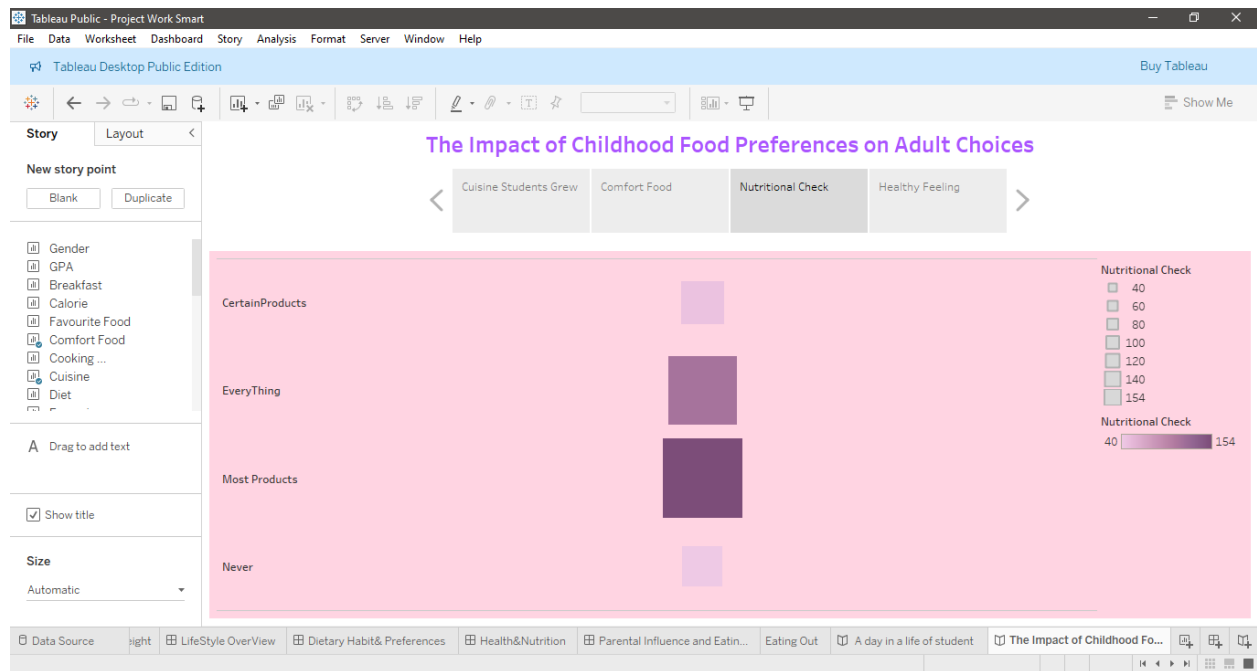 Tableau Public - Project Work Smart
File Data Worksheet Dashboard Story Analysis Format Server Window Help
Tableau Desktop Public Edition
Buy Tableau
Show Me
Story
Layout
New story point
Blank
Duplicate
Gender
GPA
Breakfast
Calorie
Favourite Food
Comfort Food
Cooking ...
Cuisine
Diet
A Drag to add text
Show title
Size
Automatic
The Impact of Childhood Food Preferences on Adult Choices
Cuisine Students Grew
Comfort Food
Nutritional Check
Healthy Feeling
CertainProducts
EveryThing
Most Products
Never
Nutritional Check
40
60
80
100
120
140
154
Nutritional Check
40 154
Data Source
eight
LifeStyle OverView
Dietary Habit& Preferences
Health&Nutrition
Parental Influence and Eatin...
Eating Out
A day in a life of student
The Impact of Childhood Fo...